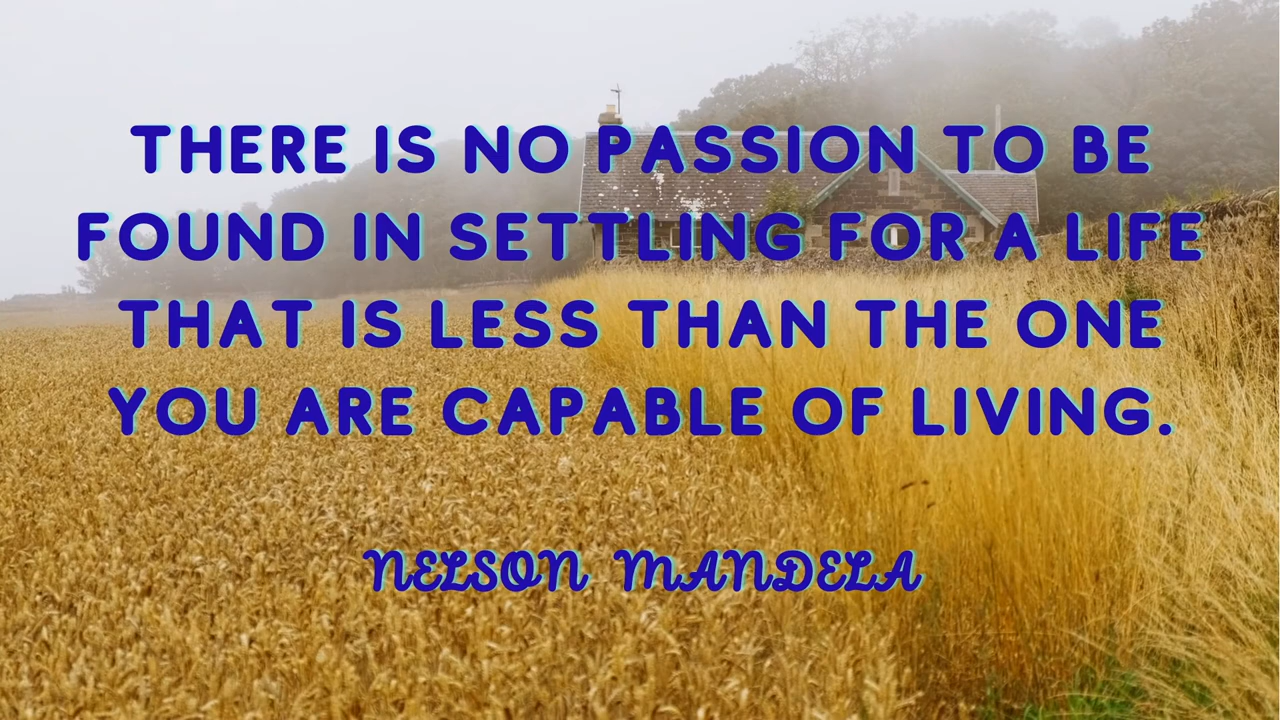 THERE IS NO PASSION TO BE
FOUND IN SETTLING FOR A LIFE
THAT IS LESS THAN THE ONE
YOU ARE CAPABLE OF LIVING.
NELSON MANDELA